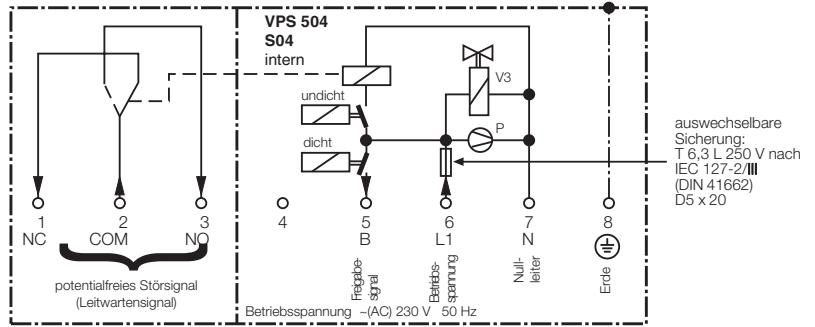 VPS 504
S04
intern
undicht
V3
dicht
P
auswechselbare
Sicherung:
T 6,3 L 250 V nach
IEC 127-2/III
(DIN 41662)
D5 x 20
1 2 3 4 5 6 7 8
NC COM NO B L1 N
potentialfreies Störsignal
(Leitwartensignal)
Freigabe-
signal
Betriebs-
spannung
Null-
leiter
Erde
Betriebsspannung ~(AC) 230 V 50 Hz